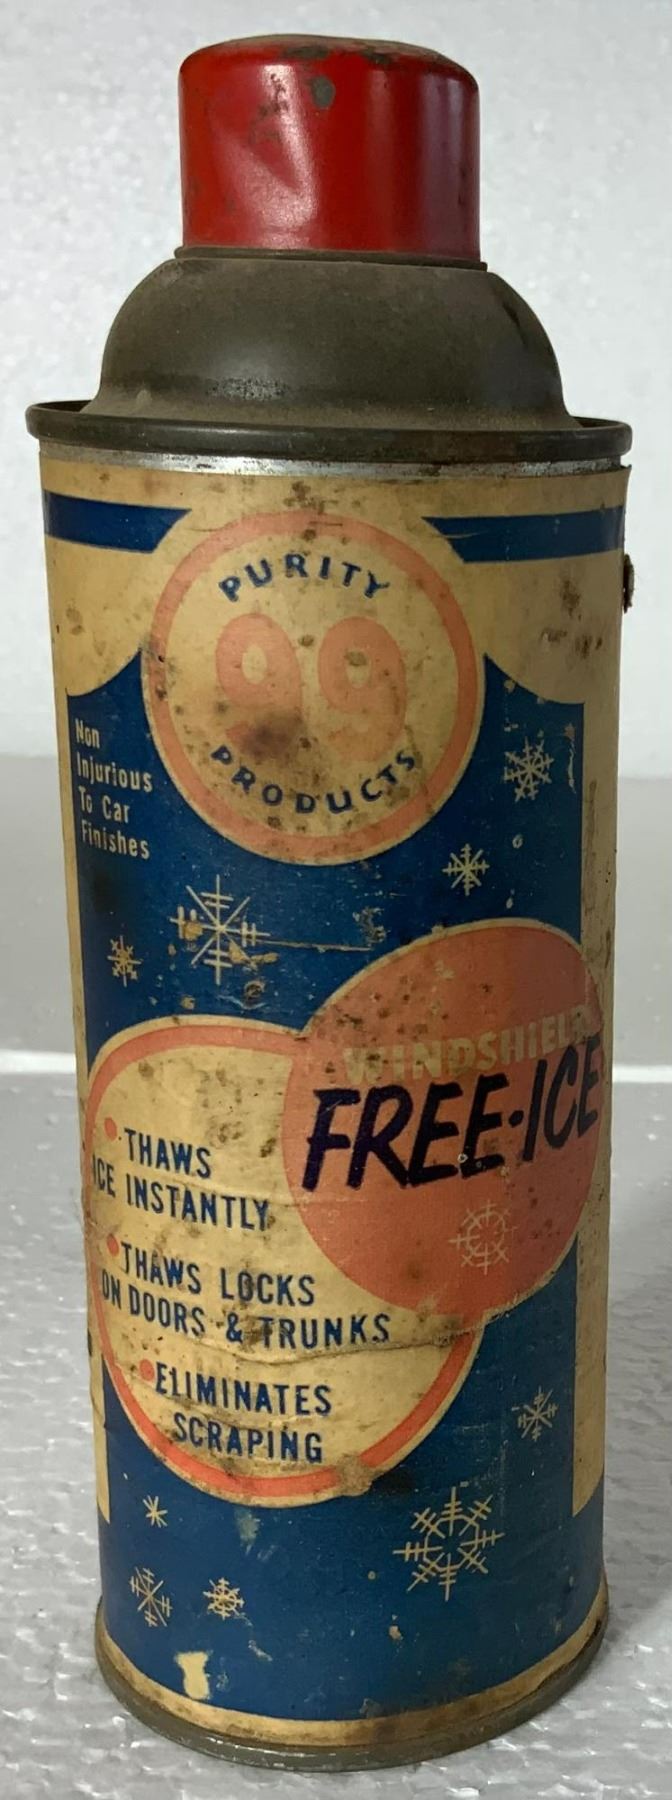 PURITY
99
PRODUCTS
Non
Injurious
To Car
Finishes
WINDSHIELD
FREE-ICE
• THAWS
ICE INSTANTLY
• THAWS LOCKS
ON DOORS & TRUNKS
• ELIMINATES
SCRAPING